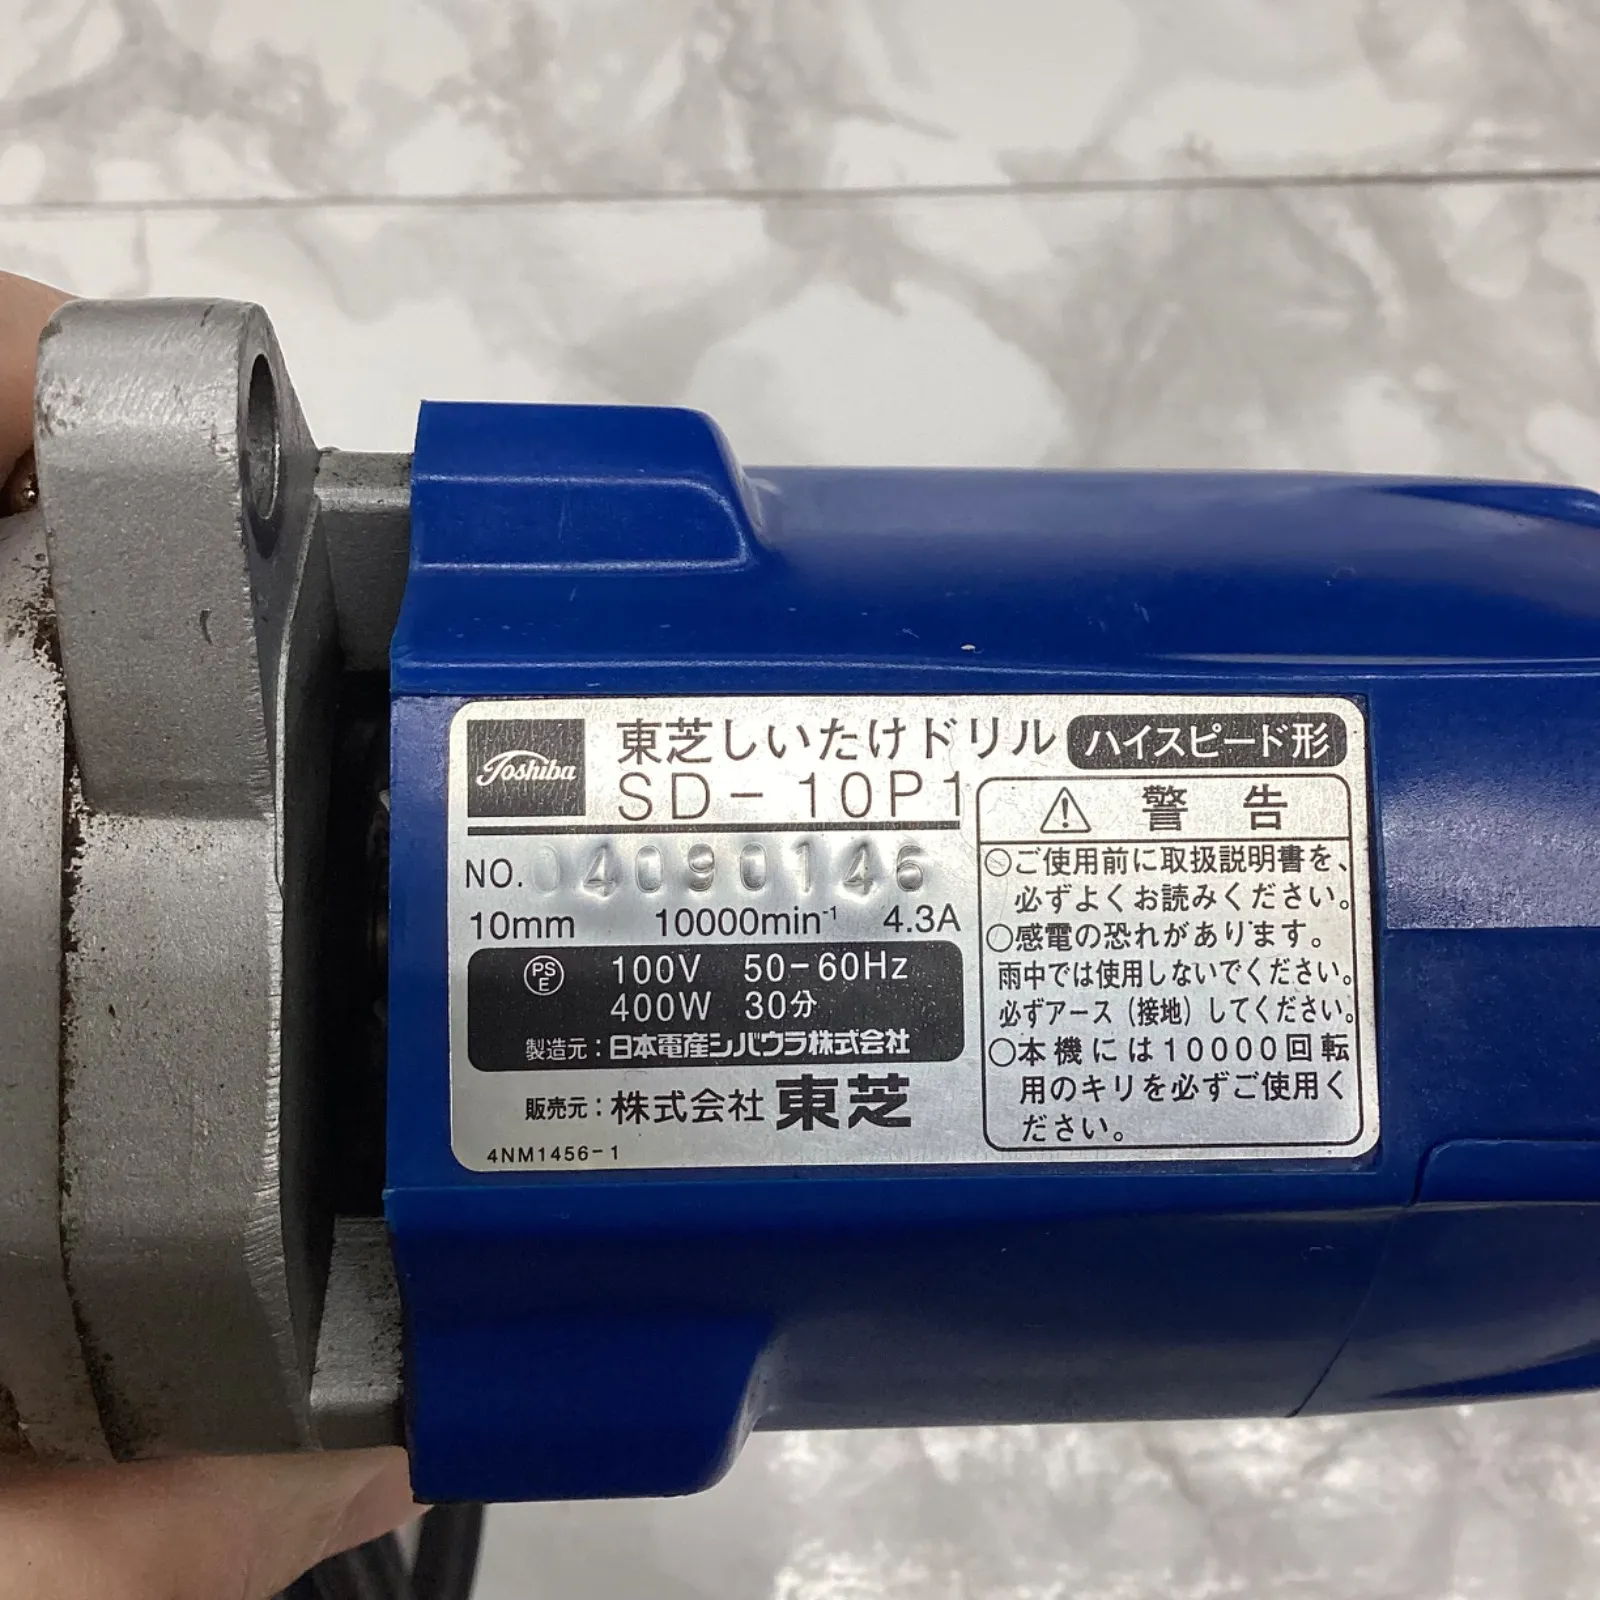 Toshiba
東芝しいたけドリル ハイスピード形
SD-10P1
NO. 04090146
10mm 10000min-1 4.3A
PSE 100V 50-60Hz
400W 30分
製造元:日本電産シバウラ株式会社
販売元:株式会社 東芝
4NM1456-1
警告
○ご使用前に取扱説明書を、
必ずよくお読みください。
○感電の恐れがあります。
雨中では使用しないでください。
必ずアース(接地)してください。
○本機には10000回転
用のキリを必ずご使用く
ださい。